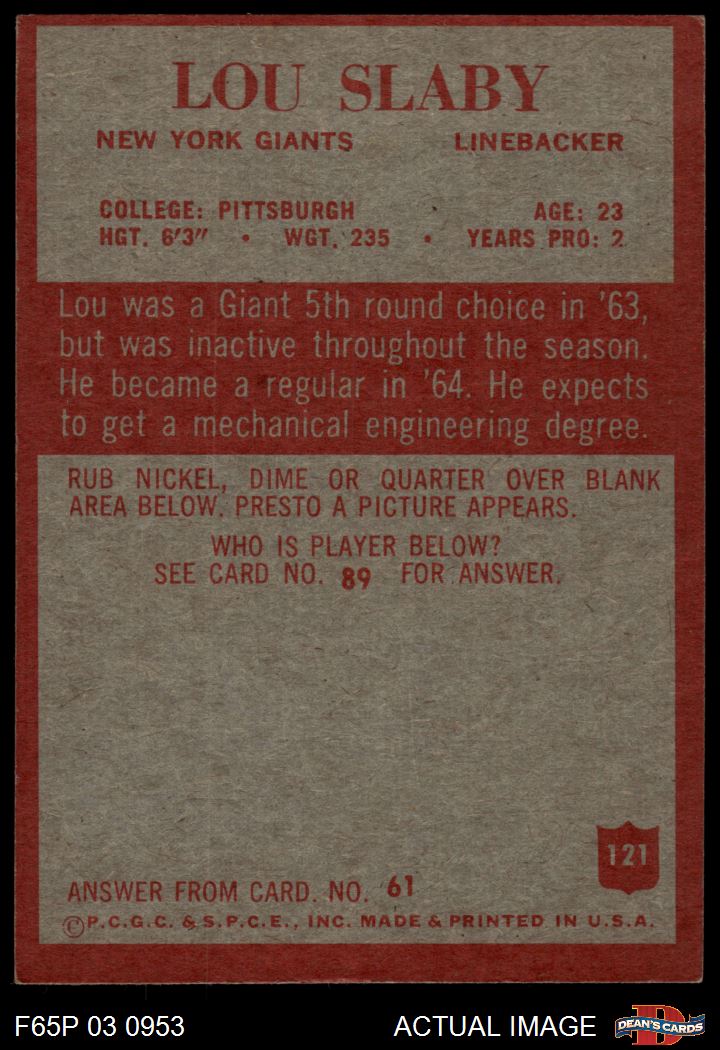 LOU SLABY
NEW YORK GIANTS LINEBACKER
COLLEGE: PITTSBURGH AGE: 23
HGT. 6'3" • WGT. 235 • YEARS PRO: 2
Lou was a Giant 5th round choice in '63,
but was inactive throughout the season.
He became a regular in '64. He expects
to get a mechanical engineering degree.
RUB NICKEL, DIME OR QUARTER OVER BLANK
AREA BELOW. PRESTO A PICTURE APPEARS.
WHO IS PLAYER BELOW?
SEE CARD NO. 89 FOR ANSWER.
121
ANSWER FROM CARD. NO. 61
©P.C.G.C. & S.P.C.E., INC. MADE & PRINTED IN U.S.A.
F65P 03 0953 ACTUAL IMAGE DEAN'S CARDS